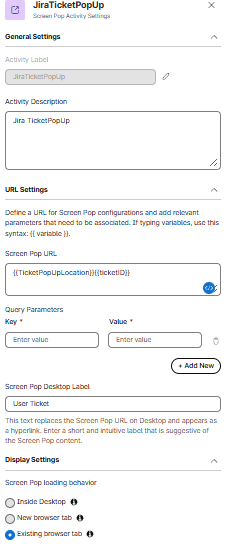 JiraTicketPopUp
Screen Pop Activity Settings
General Settings
Activity Label
JiraTicketPopUp
Activity Description
Jira TicketPopUp
URL Settings
Define a URL for Screen Pop configurations and add relevant
parameters that need to be associated. If typing variables, use this
syntax: {{ variable }}.
Screen Pop URL
{{TicketPopUpLocation}}{{ticketID}}
Query Parameters
Key * Value *
Enter value Enter value
+ Add New
Screen Pop Desktop Label
User Ticket
This text replaces the Screen Pop URL on Desktop and appears as
a hyperlink. Enter a short and intuitive label that is suggestive of
the Screen Pop content.
Display Settings
Screen Pop loading behavior
Inside Desktop
New browser tab
Existing browser tab